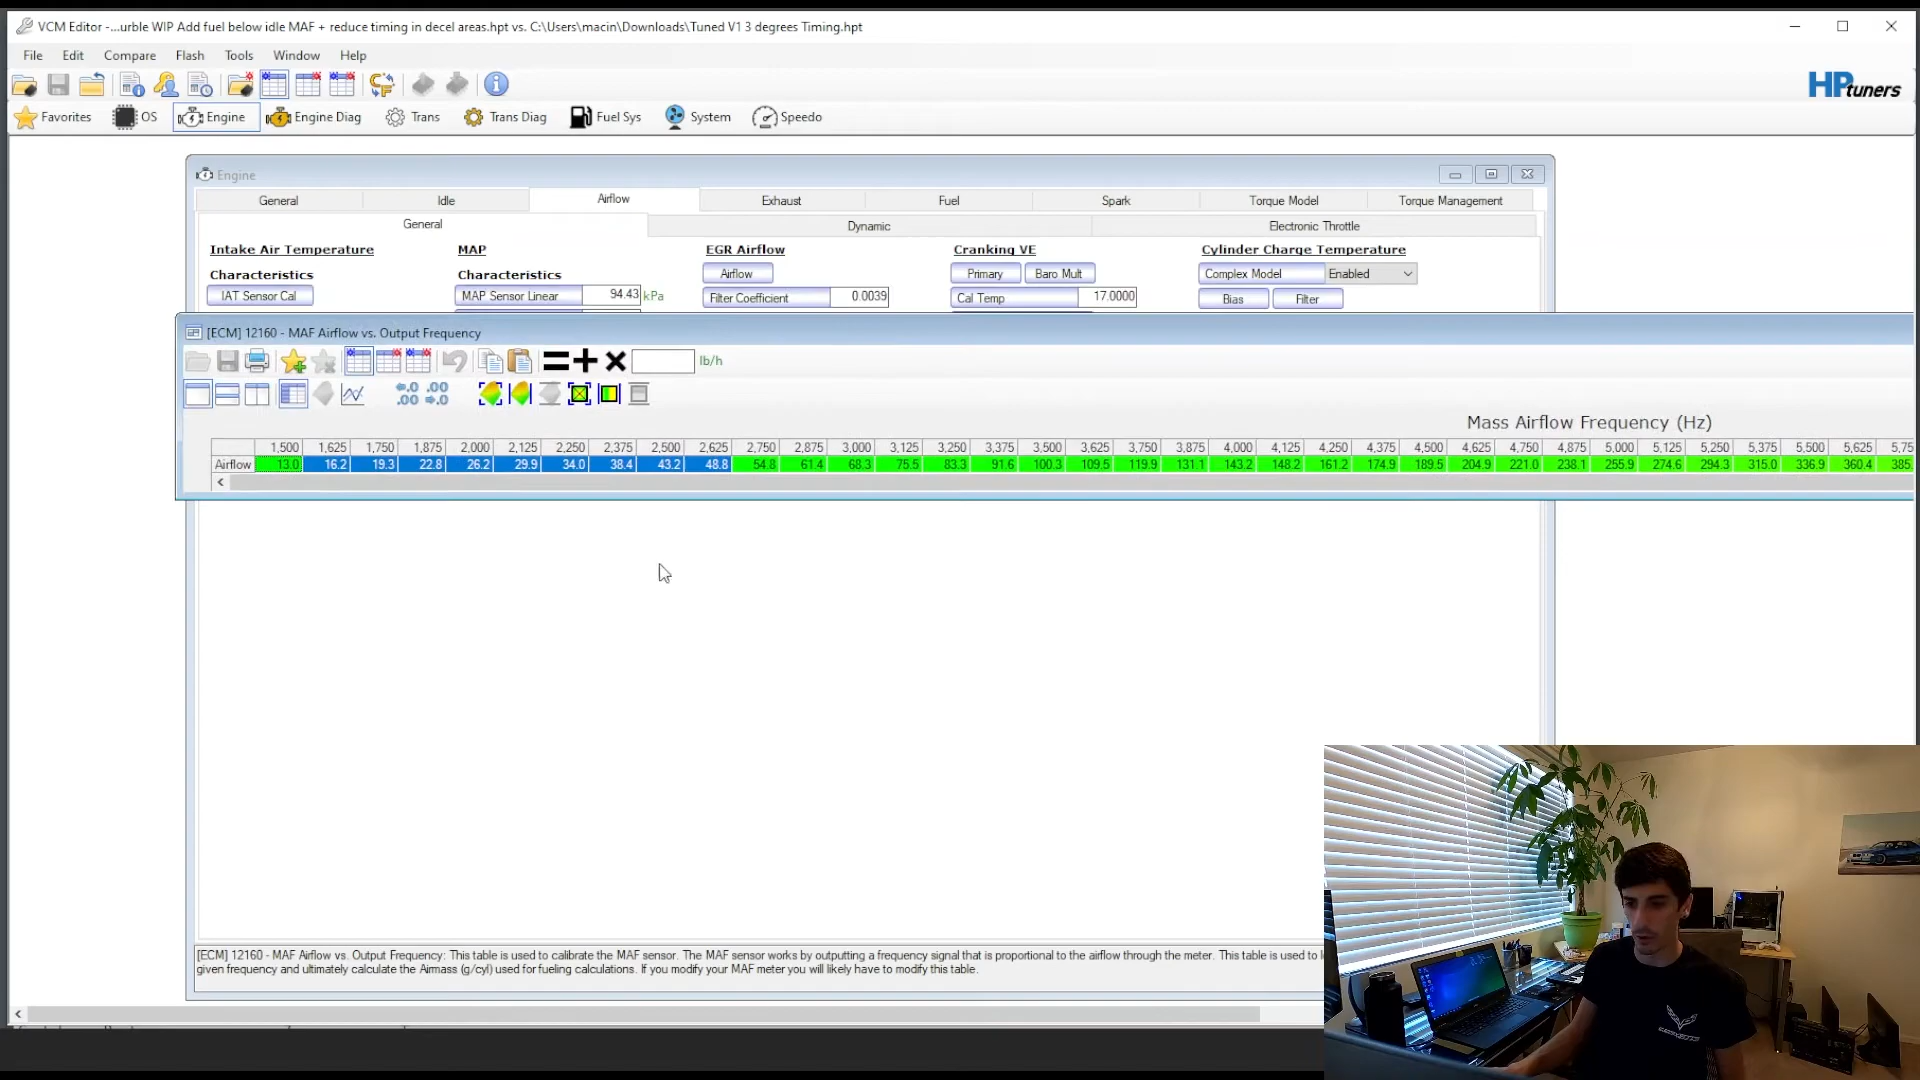 VCM Editor -...urble WIP Add fuel below idle MAF + reduce timing in decel areas.hpt vs. C:\Users\macin\Downloads\Tuned V1 3 degrees Timing.hpt
File Edit Compare Flash Tools Window Help
HPtuners
Favorites OS Engine Engine Diag Trans Trans Diag Fuel Sys System Speedo
Engine
General Idle Airflow Exhaust Fuel Spark Torque Model Torque Management
General Dynamic Electronic Throttle
Intake Air Temperature MAP EGR Airflow Cranking VE Cylinder Charge Temperature
Characteristics Characteristics Airflow Primary Baro Mult Complex Model Enabled
IAT Sensor Cal MAP Sensor Linear 94.43 kPa Filter Coefficient 0.0039 Cal Temp 17.0000 Bias Filter
[ECM] 12160 - MAF Airflow vs. Output Frequency
lb/h
Mass Airflow Frequency (Hz)
1,500 1,625 1,750 1,875 2,000 2,125 2,250 2,375 2,500 2,625 2,750 2,875 3,000 3,125 3,250 3,375 3,500 3,625 3,750 3,875 4,000 4,125 4,250 4,375 4,500 4,625 4,750 4,875 5,000 5,125 5,250 5,375 5,500 5,625 5,75
Airflow 13.0 16.2 19.3 22.8 26.2 29.9 34.0 38.4 43.2 48.8 54.8 61.4 68.3 75.5 83.3 91.6 100.3 109.5 119.9 131.1 143.2 148.2 161.2 174.9 189.5 204.9 221.0 238.1 255.9 274.6 294.3 315.0 336.9 360.4 385.
[ECM] 12160 - MAF Airflow vs. Output Frequency: This table is used to calibrate the MAF sensor. The MAF sensor works by outputting a frequency signal that is proportional to the airflow through the meter. This table is used to l
given frequency and ultimately calculate the Airmass (g/cyl) used for fueling calculations. If you modify your MAF meter you will likely have to modify this table.